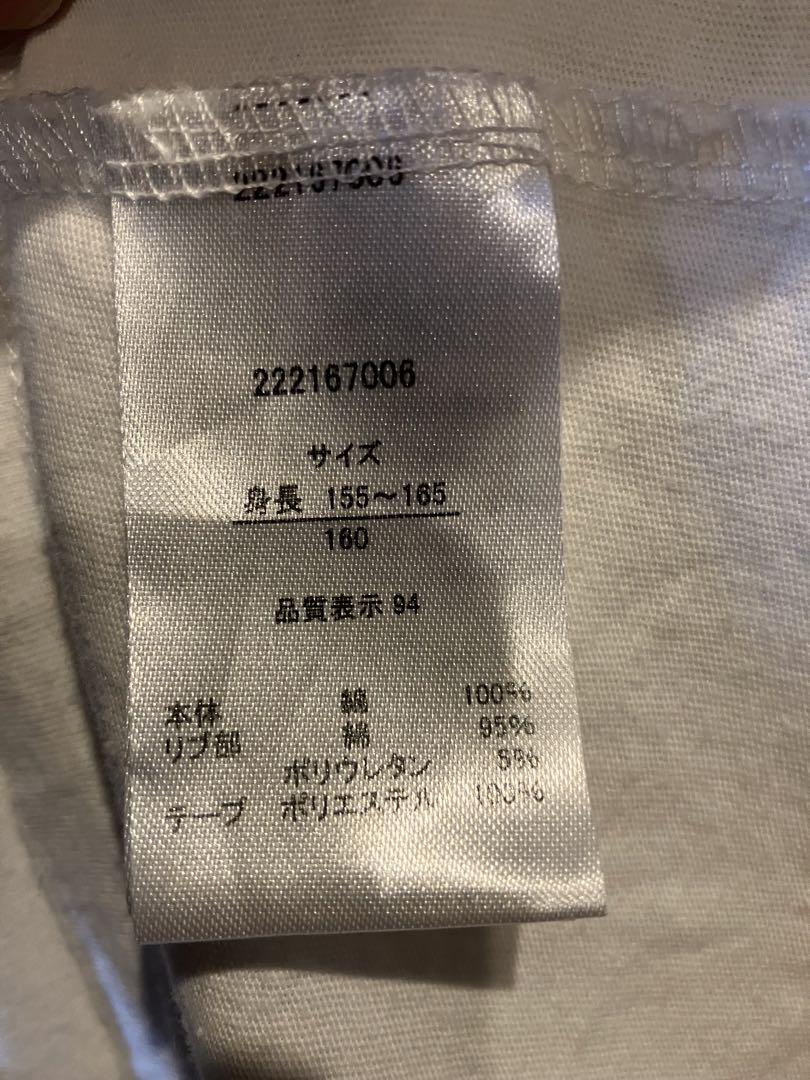 222167006
サイズ
身長 155～165
160
品質表示 94
本体 綿 100%
リブ部 綿 95%
ポリウレタン 5%
テープ ポリエステル 100%